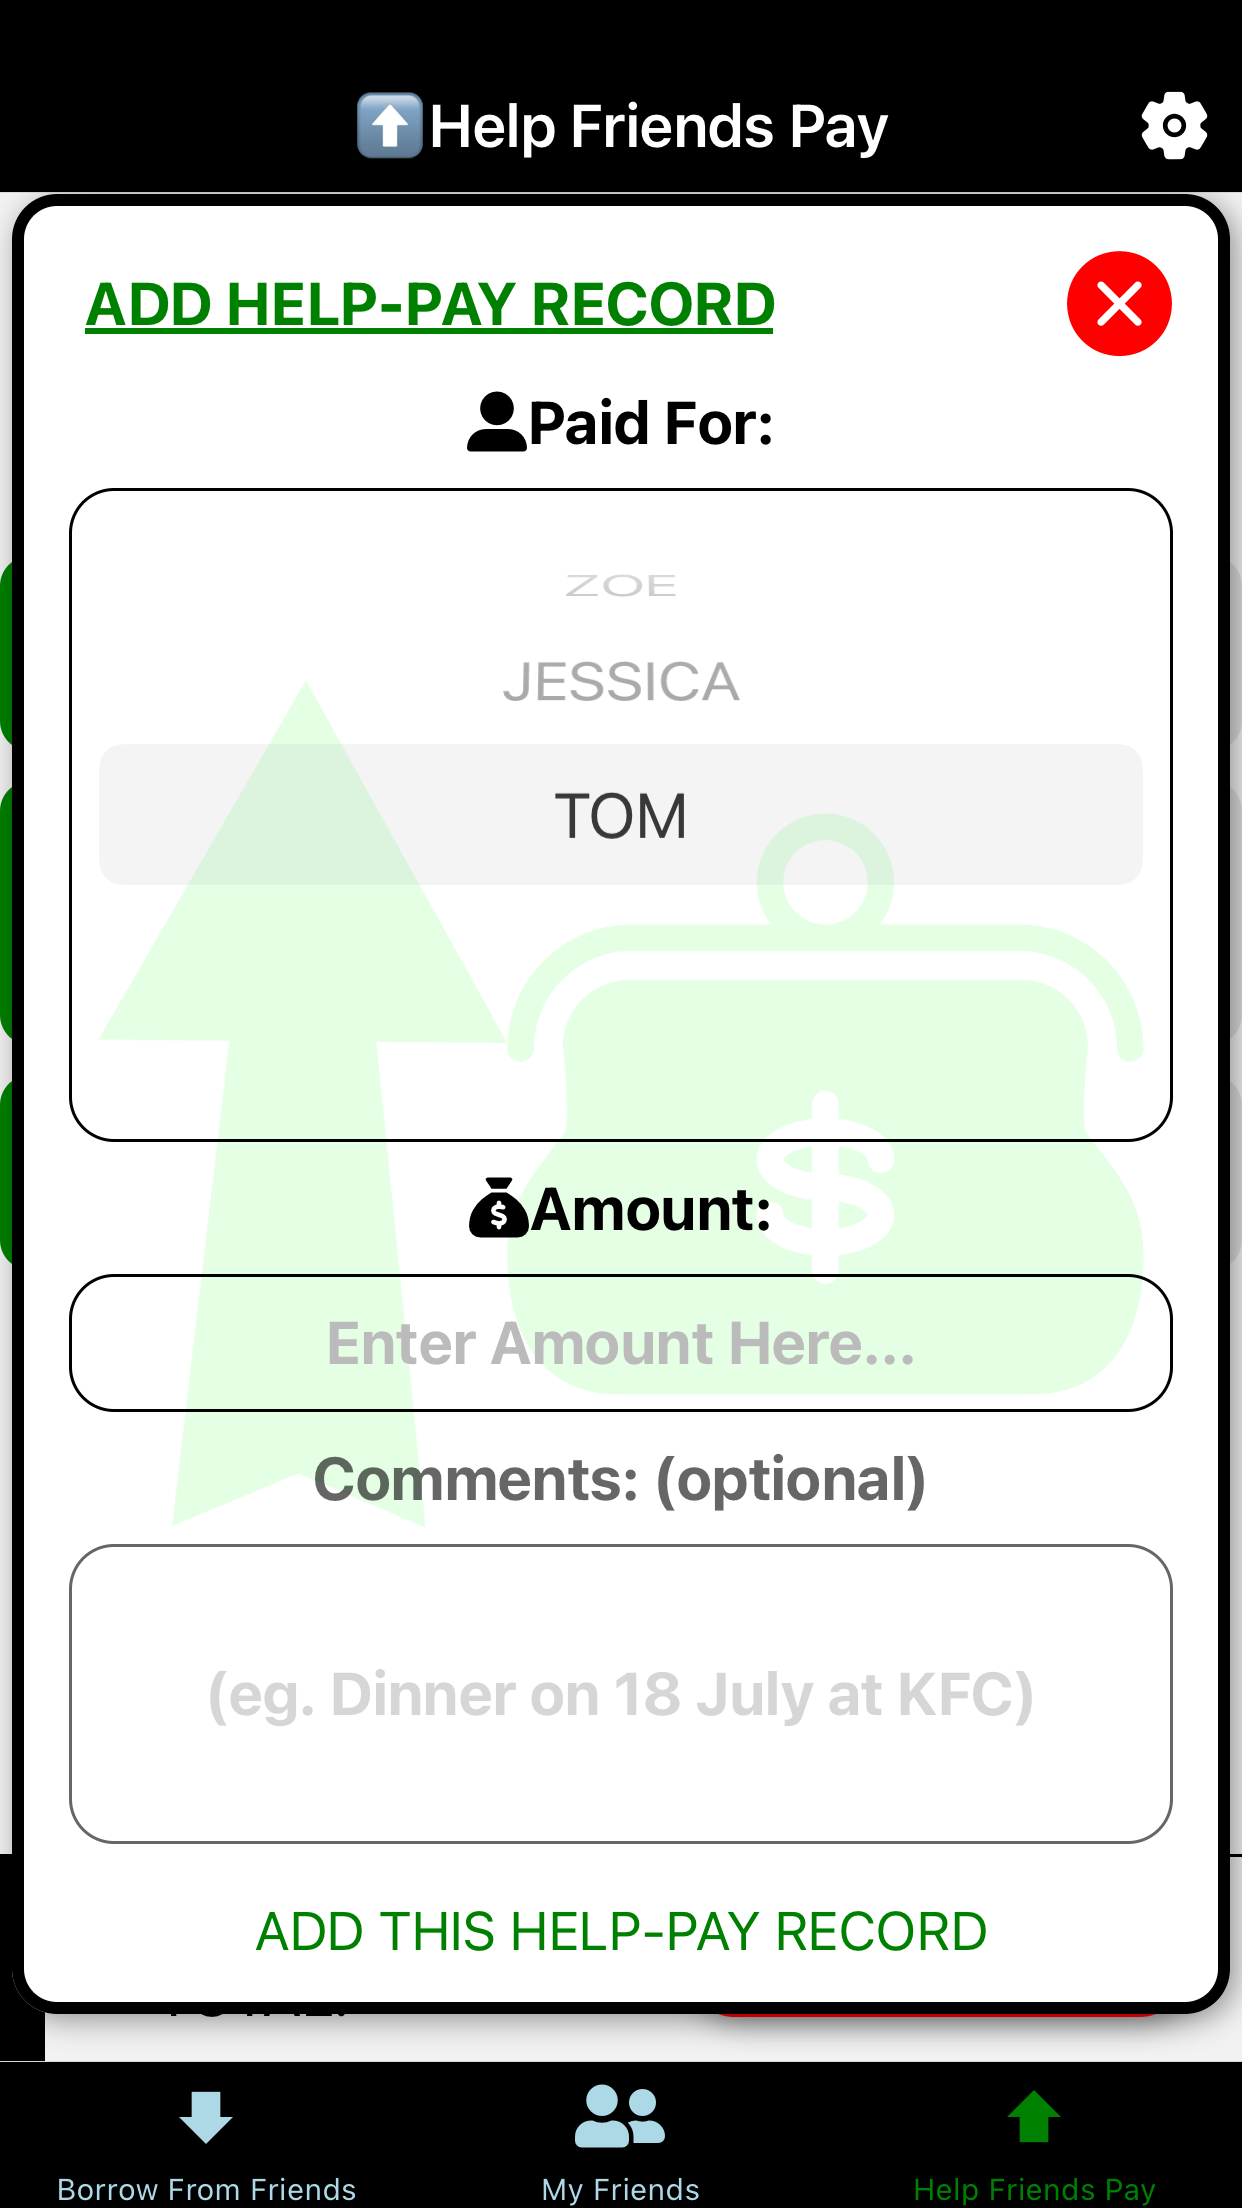 Help Friends Pay
ADD HELP-PAY RECORD
Paid For:
ZOE
JESSICA
TOM
Amount:
Enter Amount Here...
Comments: (optional)
(eg. Dinner on 18 July at KFC)
ADD THIS HELP-PAY RECORD
Borrow From Friends
My Friends
Help Friends Pay